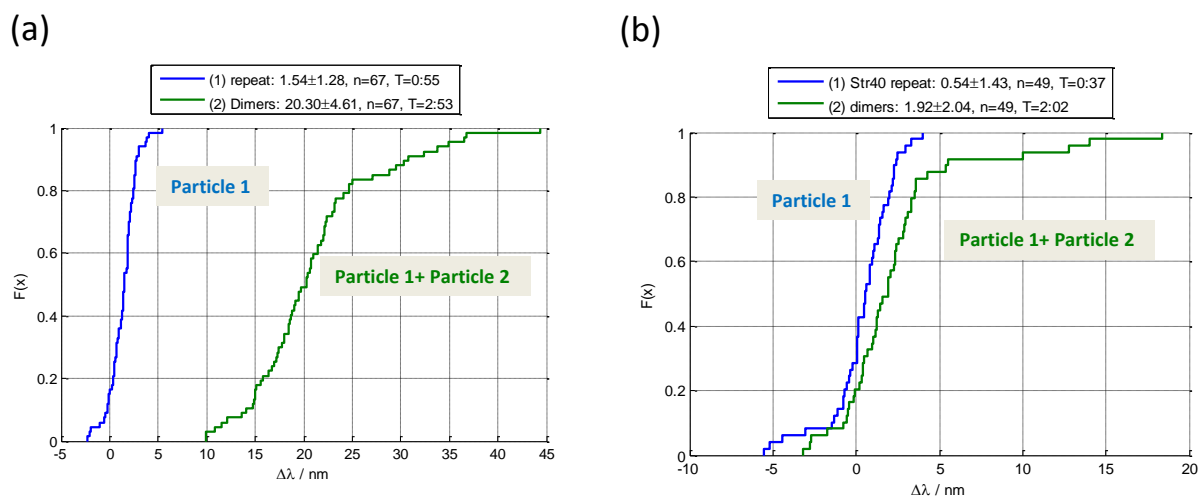 (a)
(1) repeat: 1.54±1.28, n=67, T=0:55
(2) Dimers: 20.30±4.61, n=67, T=2:53
1
0.8
0.6
0.4
0.2
0
F(x)
Particle 1
Particle 1+ Particle 2
-5 0 5 10 15 20 25 30 35 40 45
Δλ / nm
(b)
(1) Str40 repeat: 0.54±1.43, n=49, T=0:37
(2) dimers: 1.92±2.04, n=49, T=2:02
1
0.8
0.6
0.4
0.2
0
F(x)
Particle 1
Particle 1+ Particle 2
-10 -5 0 5 10 15 20
Δλ / nm